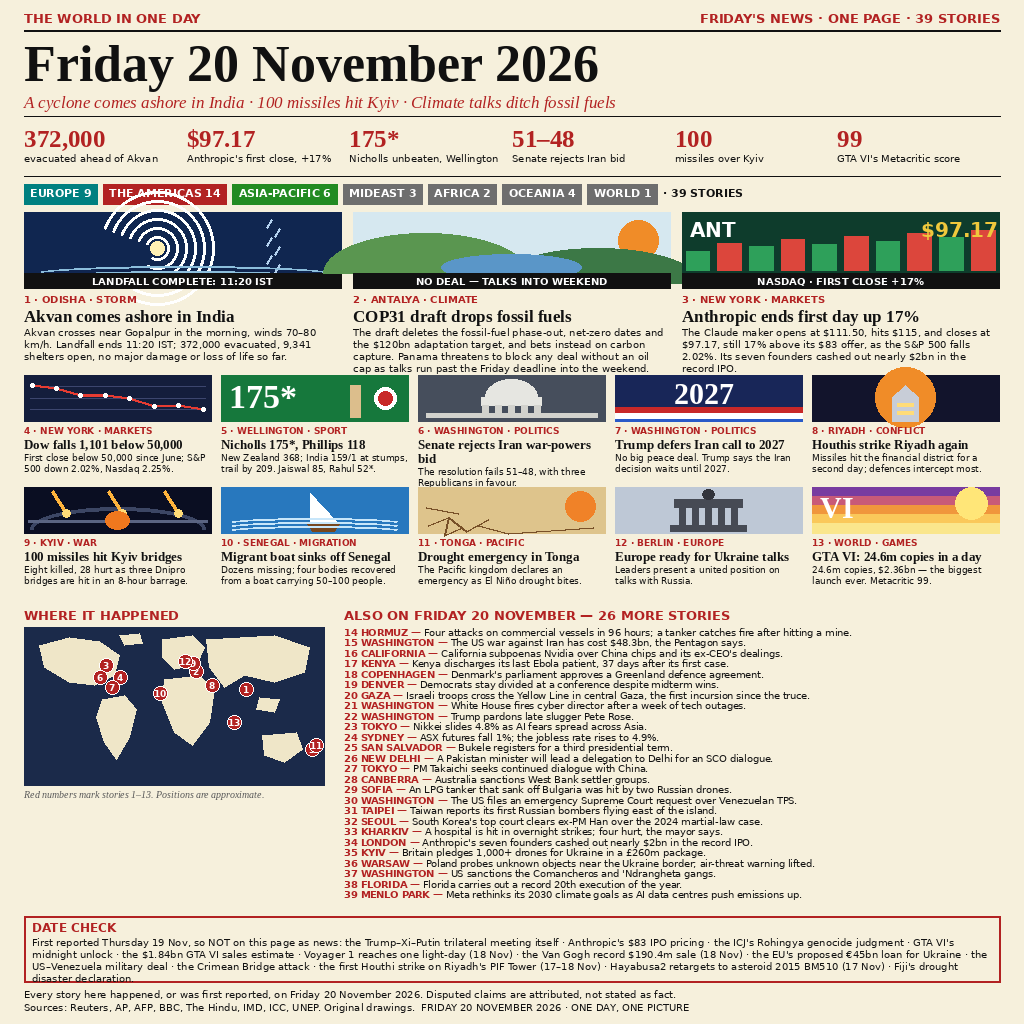 THE WORLD IN ONE DAY
FRIDAY'S NEWS · ONE PAGE · 39 STORIES
Friday 20 November 2026
A cyclone comes ashore in India · 100 missiles hit Kyiv · Climate talks ditch fossil fuels
372,000
evacuated ahead of Akvan
$97.17
Anthropic's first close, +17%
175*
Nicholls unbeaten, Wellington
51–48
Senate rejects Iran bid
100
missiles over Kyiv
99
GTA VI's Metacritic score
EUROPE 9
THE AMERICAS 14
ASIA-PACIFIC 6
MIDEAST 3
AFRICA 2
OCEANIA 4
WORLD 1
· 39 STORIES
LANDFALL COMPLETE: 11:20 IST
1 · ODISHA · STORM
Akvan comes ashore in India
Akvan crosses near Gopalpur in the morning, winds 70–80
km/h. Landfall ends 11:20 IST; 372,000 evacuated, 9,341
shelters open, no major damage or loss of life so far.
NO DEAL — TALKS INTO WEEKEND
2 · ANTALYA · CLIMATE
COP31 draft drops fossil fuels
The draft deletes the fossil-fuel phase-out, net-zero dates and
the $120bn adaptation target, and bets instead on carbon
capture. Panama threatens to block any deal without an oil
cap as talks run past the Friday deadline into the weekend.
ANT
$97.17
NASDAQ · FIRST CLOSE +17%
3 · NEW YORK · MARKETS
Anthropic ends first day up 17%
The Claude maker opens at $111.50, hits $115, and closes at
$97.17, still 17% above its $83 offer, as the S&P 500 falls
2.02%. Its seven founders cashed out nearly $2bn in the
record IPO.
4 · NEW YORK · MARKETS
Dow falls 1,101 below 50,000
First close below 50,000 since June; S&P
500 down 2.02%, Nasdaq 2.25%.
175*
5 · WELLINGTON · SPORT
Nicholls 175*, Phillips 118
New Zealand 368; India 159/1 at stumps,
trail by 209. Jaiswal 85, Rahul 52*.
6 · WASHINGTON · POLITICS
Senate rejects Iran war-powers
bid
The resolution fails 51–48, with three
Republicans in favour.
2027
7 · WASHINGTON · POLITICS
Trump defers Iran call to 2027
No big peace deal. Trump says the Iran
decision waits until 2027.
8 · RIYADH · CONFLICT
Houthis strike Riyadh again
Missiles hit the financial district for a
second day; defences intercept most.
9 · KYIV · WAR
100 missiles hit Kyiv bridges
Eight killed, 28 hurt as three Dnipro
bridges are hit in an 8-hour barrage.
10 · SENEGAL · MIGRATION
Migrant boat sinks off Senegal
Dozens missing; four bodies recovered
from a boat carrying 50–100 people.
11 · TONGA · PACIFIC
Drought emergency in Tonga
The Pacific kingdom declares an
emergency as El Niño drought bites.
12 · BERLIN · EUROPE
Europe ready for Ukraine talks
Leaders present a united position on
talks with Russia.
VI
13 · WORLD · GAMES
GTA VI: 24.6m copies in a day
24.6m copies, $2.36bn — the biggest
launch ever. Metacritic 99.
WHERE IT HAPPENED
3
6
4
7
12
2
10
8
1
13
11
Red numbers mark stories 1–13. Positions are approximate.
ALSO ON FRIDAY 20 NOVEMBER — 26 MORE STORIES
14 HORMUZ — Four attacks on commercial vessels in 96 hours; a tanker catches fire after hitting a mine.
15 WASHINGTON — The US war against Iran has cost $48.3bn, the Pentagon says.
16 CALIFORNIA — California subpoenas Nvidia over China chips and its ex-CEO's dealings.
17 KENYA — Kenya discharges its last Ebola patient, 37 days after its first case.
18 COPENHAGEN — Denmark's parliament approves a Greenland defence agreement.
19 DENVER — Democrats stay divided at a conference despite midterm wins.
20 GAZA — Israeli troops cross the Yellow Line in central Gaza, the first incursion since the truce.
21 WASHINGTON — White House fires cyber director after a week of tech outages.
22 WASHINGTON — Trump pardons late slugger Pete Rose.
23 TOKYO — Nikkei slides 4.8% as AI fears spread across Asia.
24 SYDNEY — ASX futures fall 1%; the jobless rate rises to 4.9%.
25 SAN SALVADOR — Bukele registers for a third presidential term.
26 NEW DELHI — A Pakistan minister will lead a delegation to Delhi for an SCO dialogue.
27 TOKYO — PM Takaichi seeks continued dialogue with China.
28 CANBERRA — Australia sanctions West Bank settler groups.
29 SOFIA — An LPG tanker that sank off Bulgaria was hit by two Russian drones.
30 WASHINGTON — The US files an emergency Supreme Court request over Venezuelan TPS.
31 TAIPEI — Taiwan reports its first Russian bombers flying east of the island.
32 SEOUL — South Korea's top court clears ex-PM Han over the 2024 martial-law case.
33 KHARKIV — A hospital is hit in overnight strikes; four hurt, the mayor says.
34 LONDON — Anthropic's seven founders cashed out nearly $2bn in the record IPO.
35 KYIV — Britain pledges 1,000+ drones for Ukraine in a £260m package.
36 WARSAW — Poland probes unknown objects near the Ukraine border; air-threat warning lifted.
37 WASHINGTON — US sanctions the Comancheros and 'Ndrangheta gangs.
38 FLORIDA — Florida carries out a record 20th execution of the year.
39 MENLO PARK — Meta rethinks its 2030 climate goals as AI data centres push emissions up.
DATE CHECK
First reported Thursday 19 Nov, so NOT on this page as news: the Trump–Xi–Putin trilateral meeting itself · Anthropic's $83 IPO pricing · the ICJ's Rohingya genocide judgment · GTA VI's
midnight unlock · the $1.84bn GTA VI sales estimate · Voyager 1 reaches one light-day (18 Nov) · the Van Gogh record $190.4m sale (18 Nov) · the EU's proposed €45bn loan for Ukraine · the
US–Venezuela military deal · the Crimean Bridge attack · the first Houthi strike on Riyadh's PIF Tower (17–18 Nov) · Hayabusa2 retargets to asteroid 2015 BM510 (17 Nov) · Fiji's drought
disaster declaration.
Every story here happened, or was first reported, on Friday 20 November 2026. Disputed claims are attributed, not stated as fact.
Sources: Reuters, AP, AFP, BBC, The Hindu, IMD, ICC, UNEP. Original drawings. FRIDAY 20 NOVEMBER 2026 · ONE DAY, ONE PICTURE